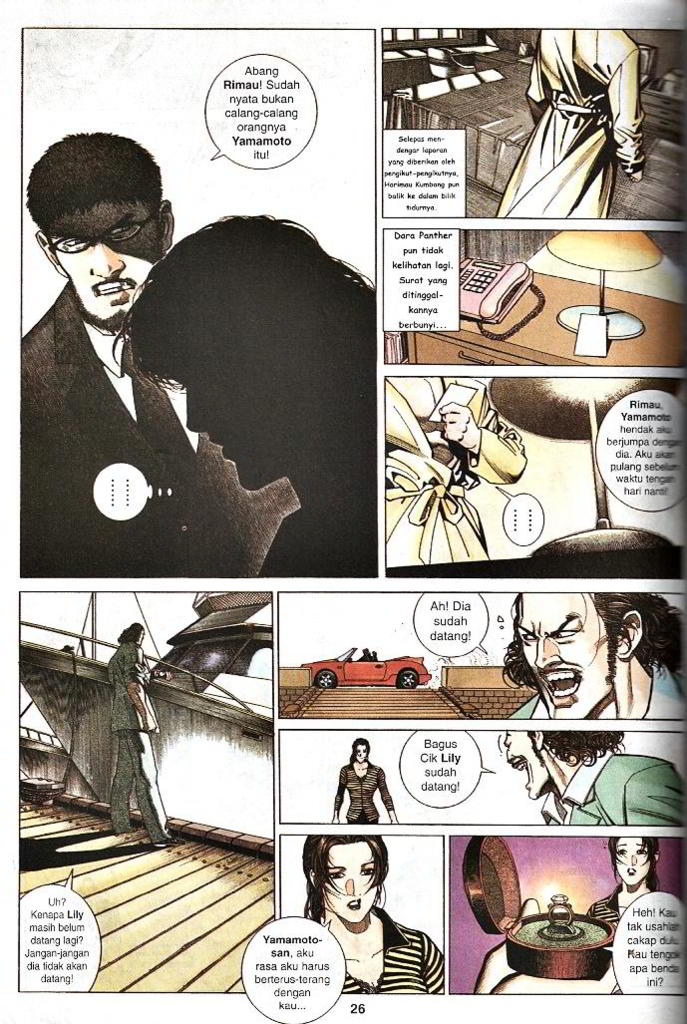 Abang
Rimau! Sudah
nyata bukan
calang-calang
orangnya
Yamamoto
itu!
Selepas men-
dengar laporan
yang diberikan oleh
pengikut-pengikutnya,
Harimau Kumbang pun
balik ke dalam bilik
tidurnya.
Dara Panther
pun tidak
kelihatan lagi.
Surat yang
ditinggal-
kannya
berbunyi...
Rimau,
Yamamoto
hendak aku
berjumpa dengan
dia. Aku akan
pulang sebelum
waktu tengah
hari nanti!
Uh?
Kenapa Lily
masih belum
datang lagi?
Jangan-jangan
dia tidak akan
datang!
Ah! Dia
sudah
datang!
Bagus
Cik Lily
sudah
datang!
Yamamoto-
san, aku
rasa aku harus
berterus-terang
dengan
kau...
Heh! Kau
tak usahlah
cakap dulu.
Kau tengok
apa benda
ini?
26